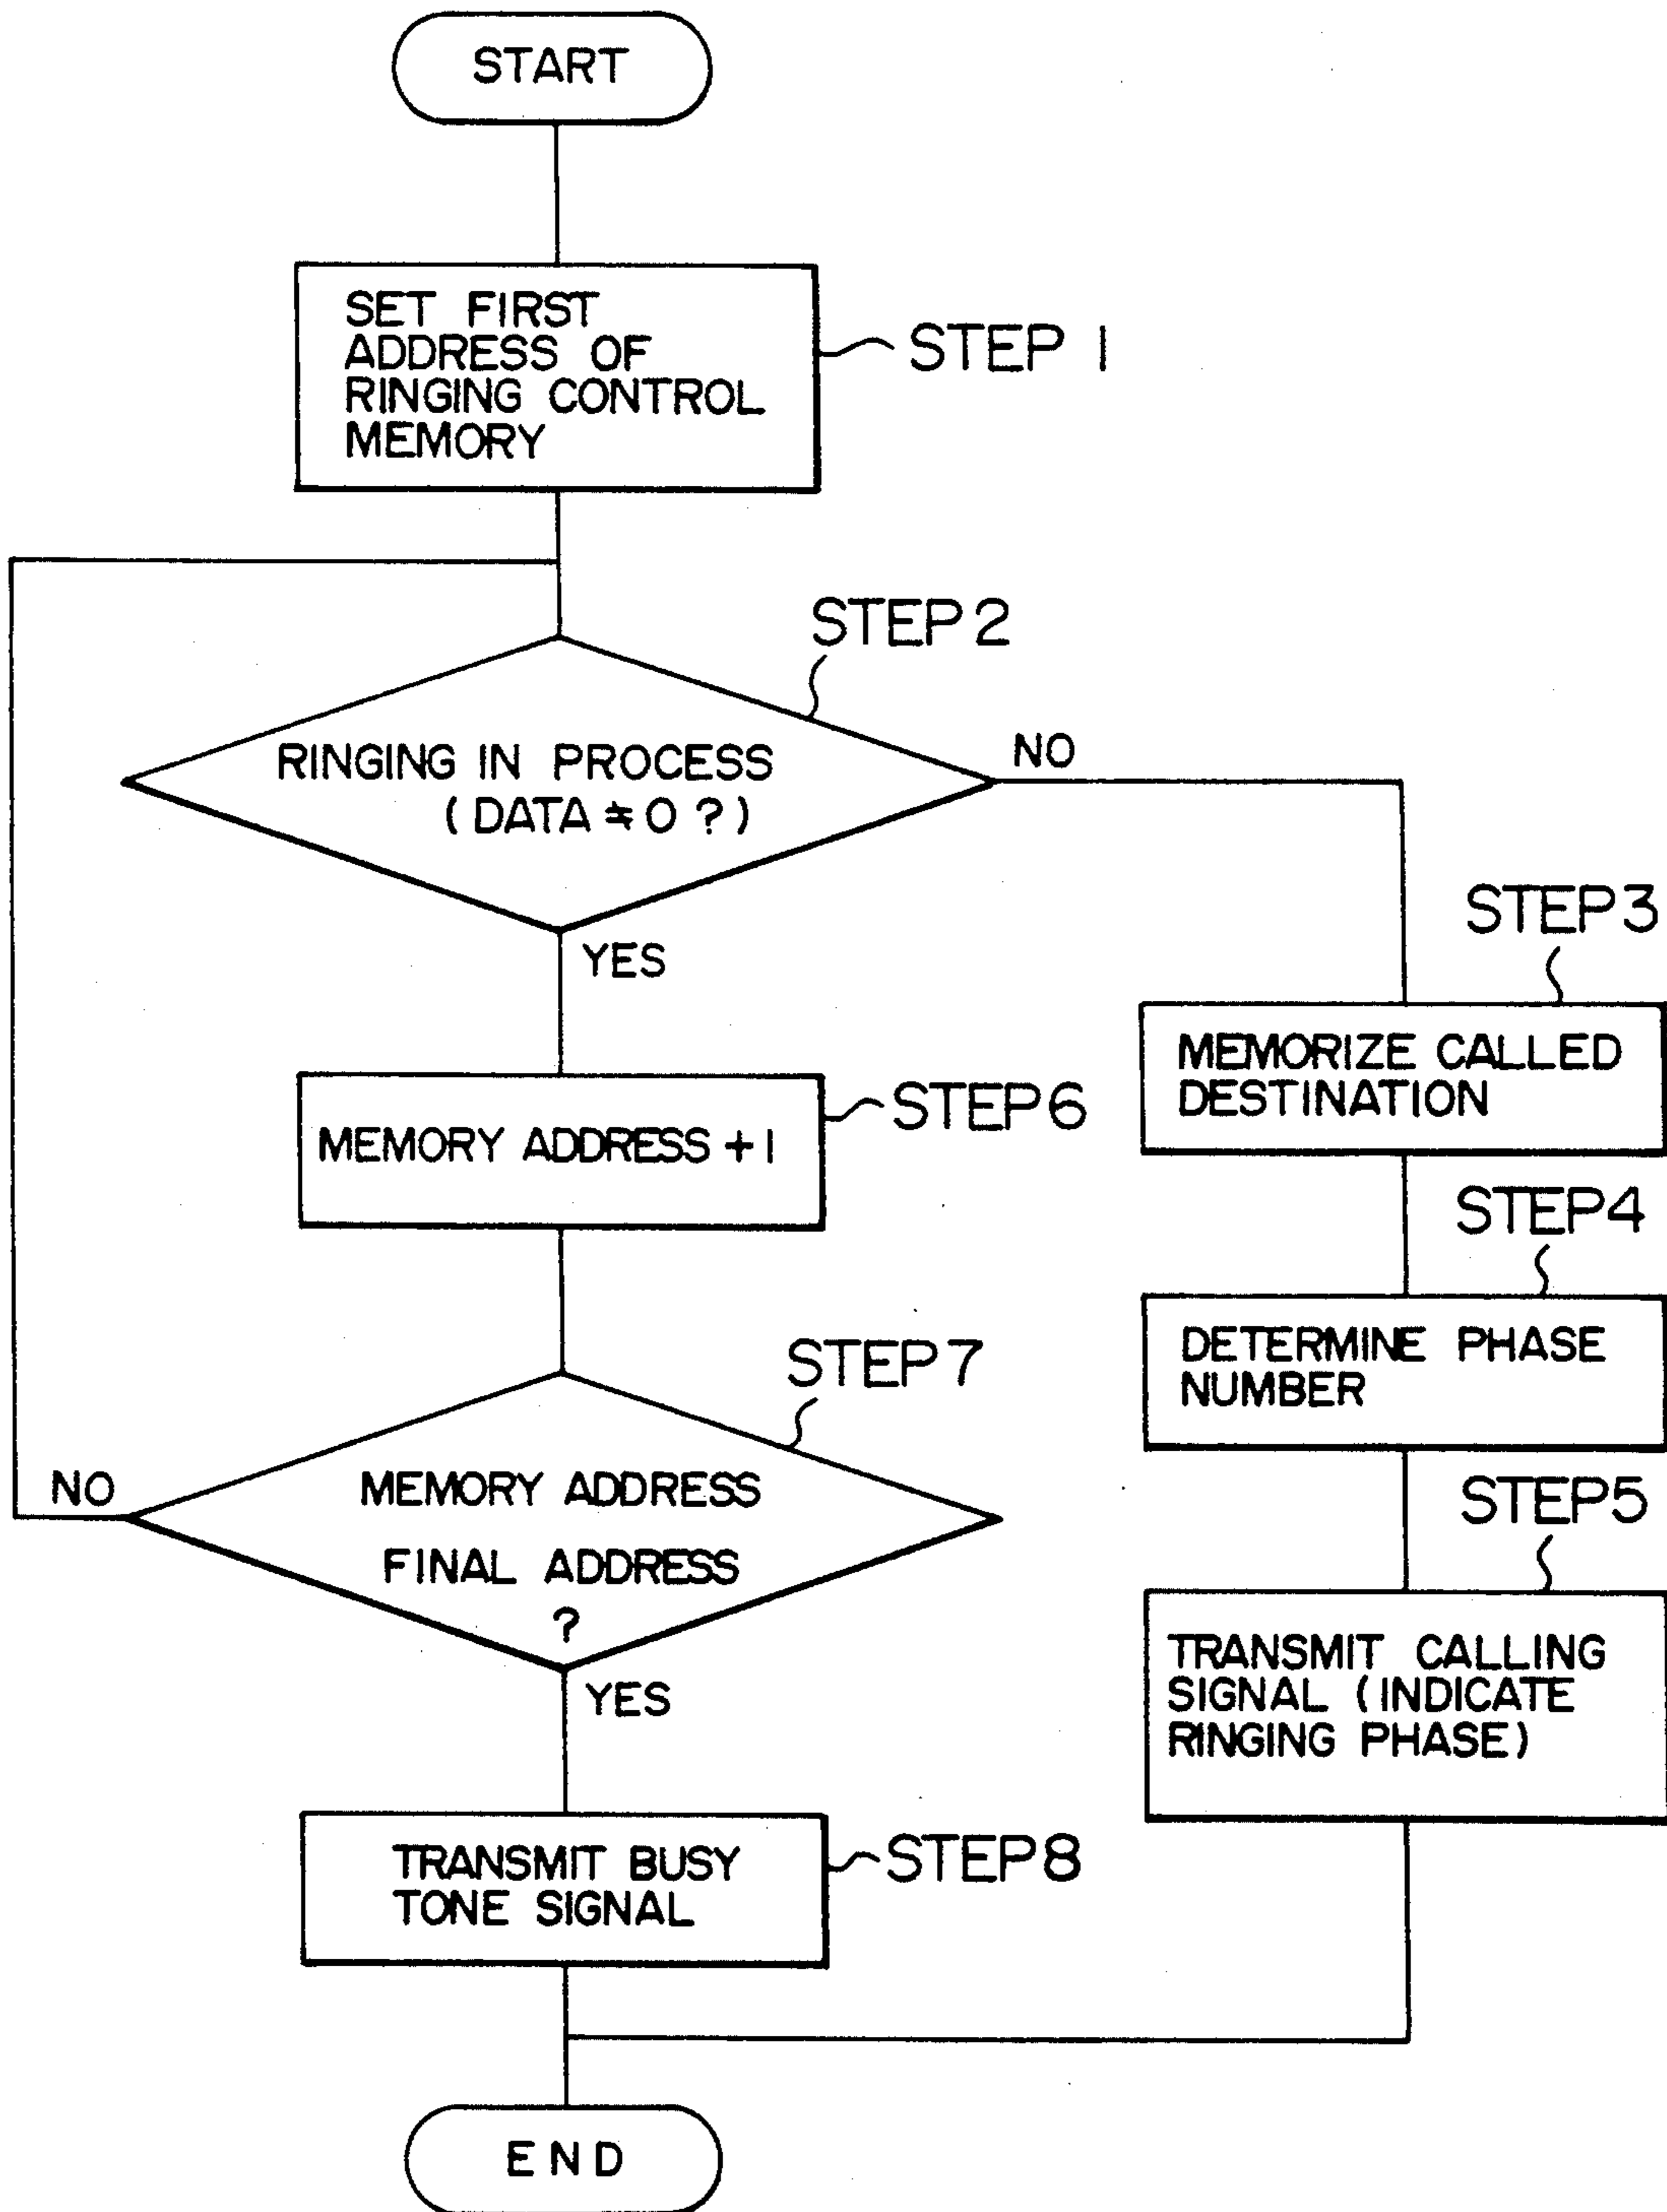 START
SET FIRST
ADDRESS OF
RINGING CONTROL
MEMORY
STEP 1
STEP 2
RINGING IN PROCESS
( DATA ≠ 0 ? )
NO
YES
STEP 3
MEMORIZE CALLED
DESTINATION
STEP 6
MEMORY ADDRESS + 1
STEP 4
DETERMINE PHASE
NUMBER
STEP 7
MEMORY ADDRESS
FINAL ADDRESS
?
NO
YES
STEP 5
TRANSMIT CALLING
SIGNAL (INDICATE
RINGING PHASE)
TRANSMIT BUSY
TONE SIGNAL
STEP 8
END